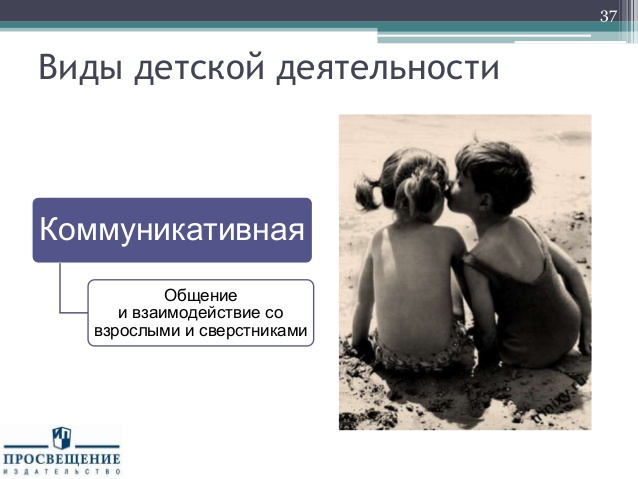 37
Виды детской деятельности
Коммуникативная
Общение
и взаимодействие со
взрослыми и сверстниками
ПРОСВЕЩЕНИЕ
ИЗДАТЕЛЬСТВО